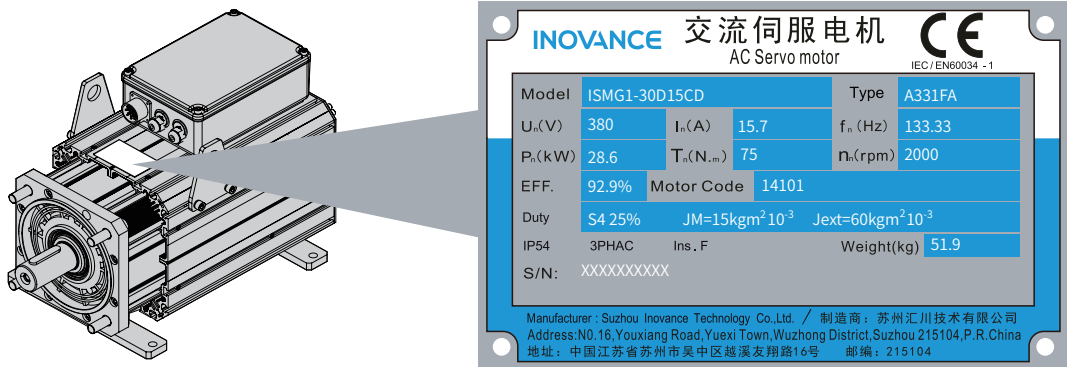 INOVANCE 交流伺服电机 CE
AC Servo motor IEC/EN60034-1
Model ISMG1-30D15CD Type A331FA
Uₙ(V) 380 Iₙ(A) 15.7 fₙ(Hz) 133.33
Pₙ(kW) 28.6 Tₙ(N.m) 75 nₙ(rpm) 2000
EFF. 92.9% Motor Code 14101
Duty S4 25% JM=15kgm²10⁻³ Jext=60kgm²10⁻³
IP54 3PHAC Ins.F Weight(kg) 51.9
S/N: XXXXXXXXXX
Manufacturer : Suzhou Inovance Technology Co.,Ltd. / 制造商：苏州汇川技术有限公司
Address:N0.16,Youxiang Road,Yuexi Town,Wuzhong District,Suzhou 215104,P.R.China
地址：中国江苏省苏州市吴中区越溪友翔路16号 邮编：215104